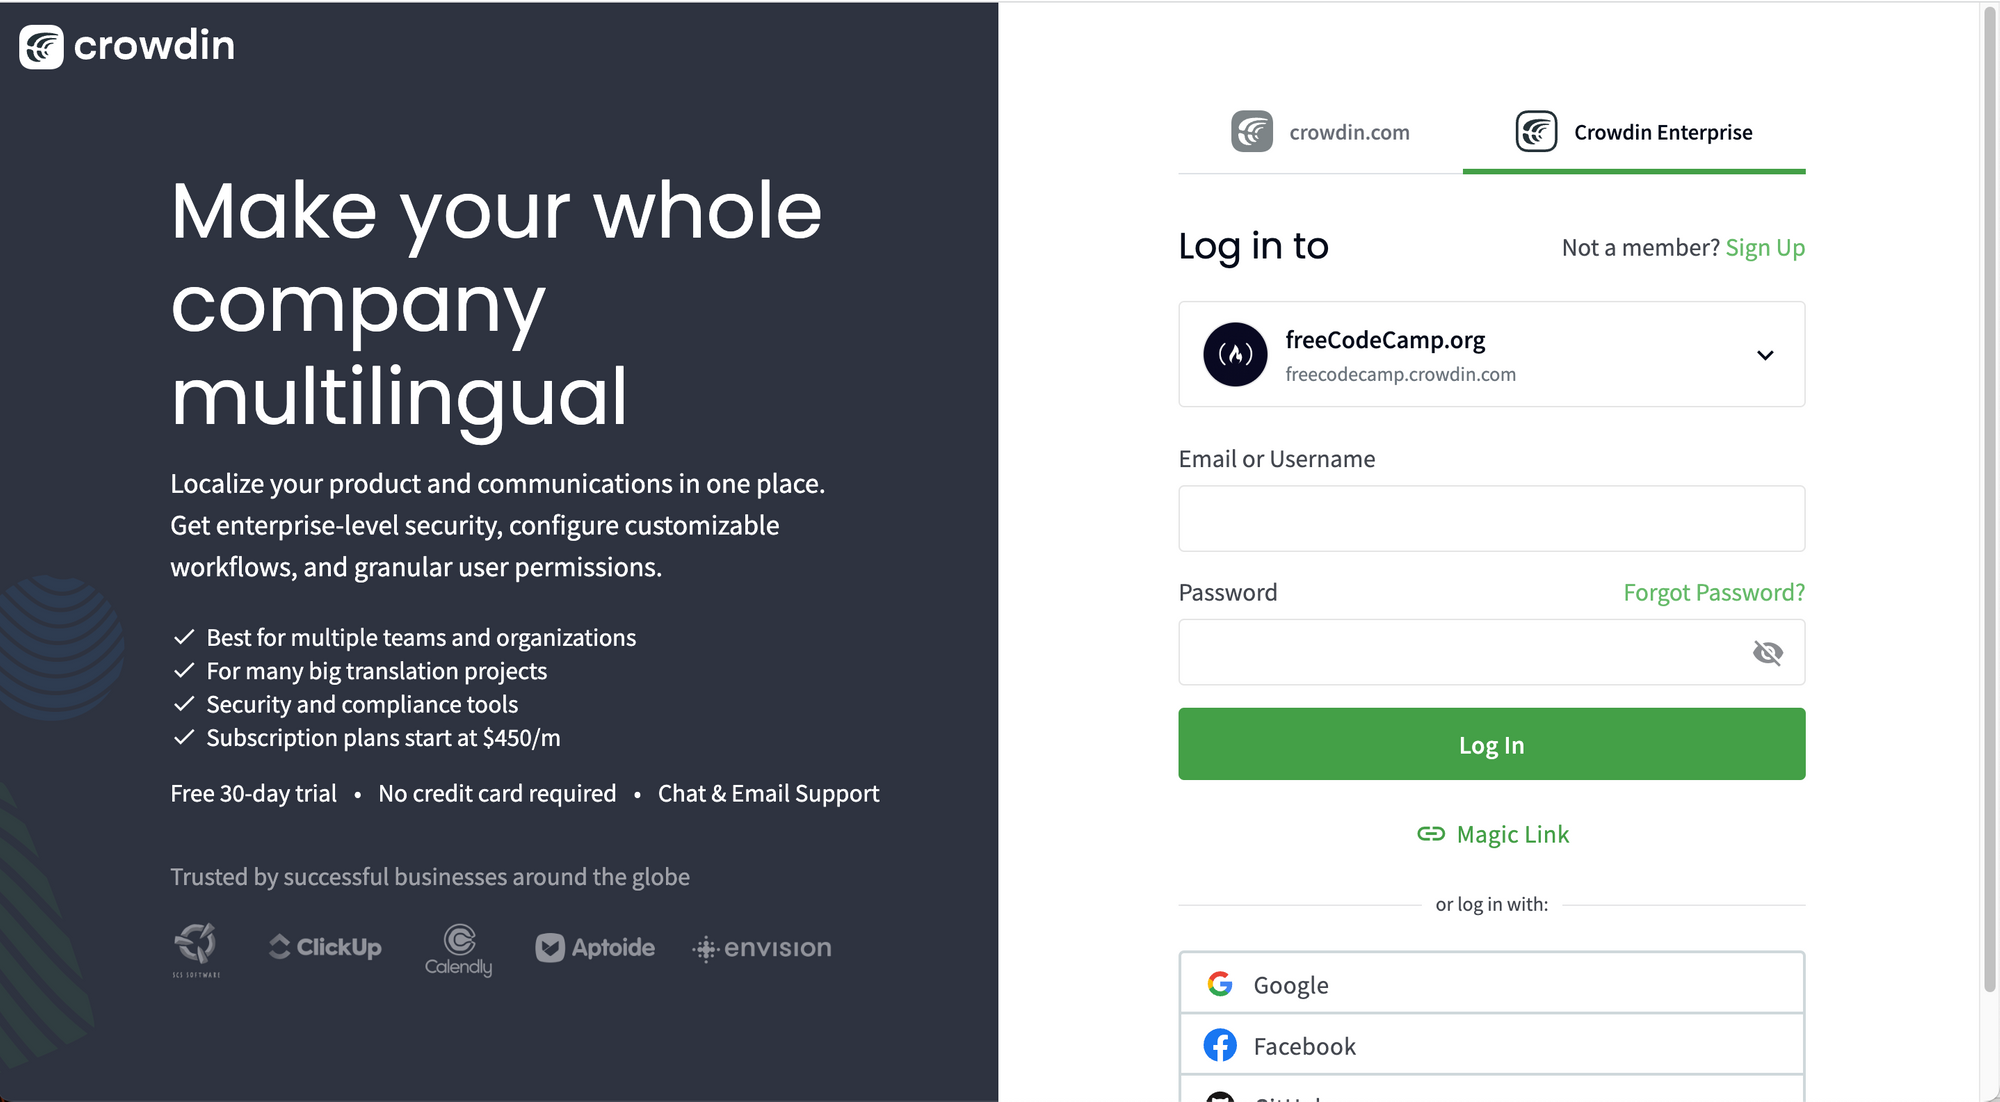 crowdin
Make your whole
company
multilingual
Localize your product and communications in one place.
Get enterprise-level security, configure customizable
workflows, and granular user permissions.
Best for multiple teams and organizations
For many big translation projects
Security and compliance tools
Subscription plans start at $450/m
Free 30-day trial • No credit card required • Chat & Email Support
Trusted by successful businesses around the globe
SCS SOFTWARE
ClickUp
Calendly
Aptoide
envision
crowdin.com
Crowdin Enterprise
Log in to
Not a member? Sign Up
freeCodeCamp.org
freecodecamp.crowdin.com
Email or Username
Password
Forgot Password?
Log In
Magic Link
or log in with:
Google
Facebook